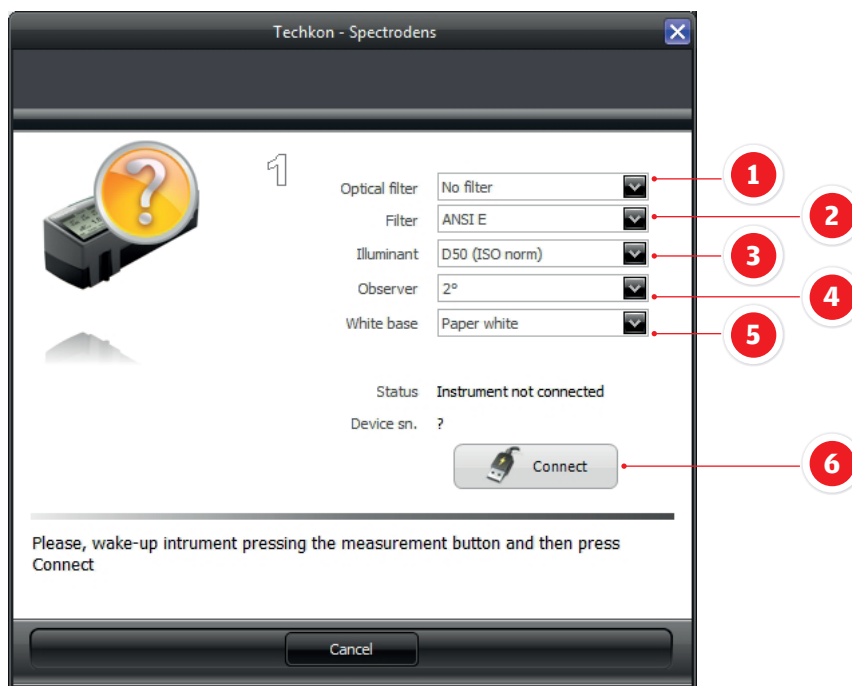 Techkon - Spectrodens
1
Optical filter No filter 1
Filter ANSI E 2
Illuminant D50 (ISO norm) 3
Observer 2° 4
White base Paper white 5
Status Instrument not connected
Device sn. ?
Connect 6
Please, wake-up intrument pressing the measurement button and then press
Connect
Cancel